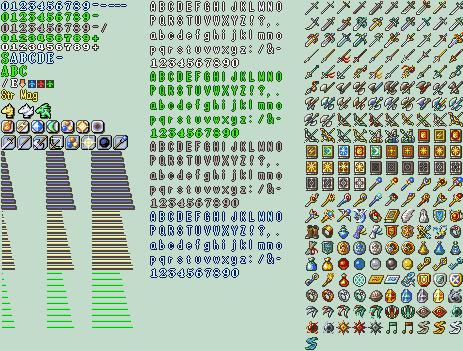 0123456789-----
0123456789-
0123456789-/
0123456789+
0123456789+
SABCDE-
ABC
/E
Str Mag
ABCDEFGHIJKLMNO
PQRSTUVWXYZ!?,.
abcdefghijklmno
pqrstuvwxyz:/&-
1234567890
ABCDEFGHIJKLMNO
PQRSTUVWXYZ!?,.
abcdefghijklmno
pqrstuvwxyz:/&-
1234567890
ABCDEFGHIJKLMNO
PQRSTUVWXYZ!?,.
abcdefghijklmno
pqrstuvwxyz:/&-
1234567890
ABCDEFGHIJKLMNO
PQRSTUVWXYZ!?,.
abcdefghijklmno
pqrstuvwxyz:/&-
1234567890